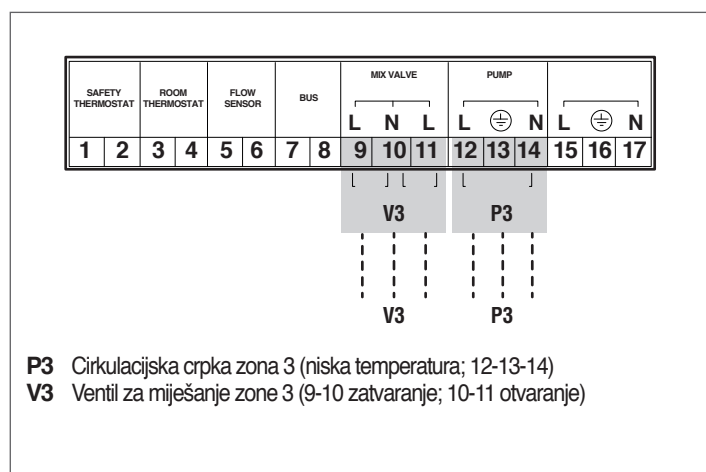 MIX VALVE PUMP
SAFETY THERMOSTAT ROOM THERMOSTAT FLOW SENSOR BUS
L N L L N L N
1 2 3 4 5 6 7 8 9 10 11 12 13 14 15 16 17
V3 P3
V3 P3
P3 Cirkulacijska crpka zona 3 (niska temperatura; 12-13-14)
V3 Ventil za miješanje zone 3 (9-10 zatvaranje; 10-11 otvaranje)